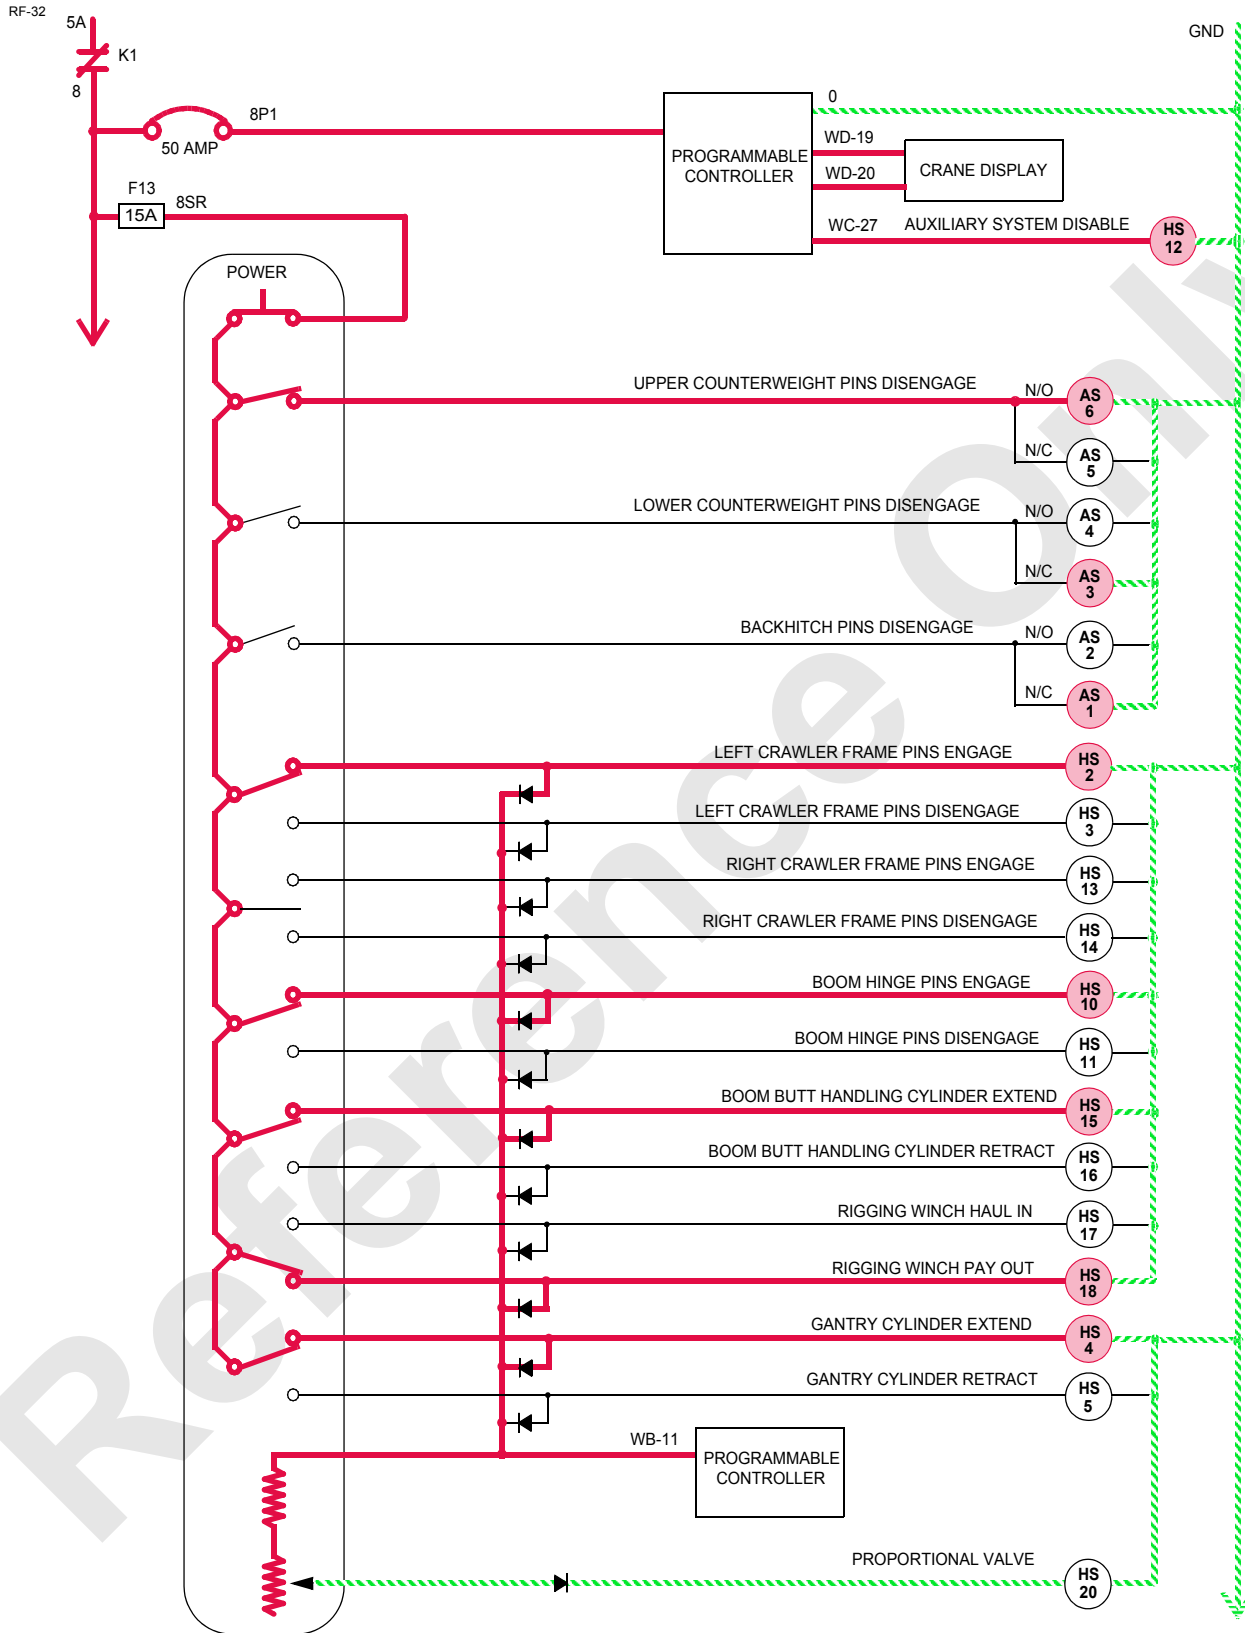 RF-32
5A
GND
K1
8
0
8P1
50 AMP
WD-19
PROGRAMMABLE
CONTROLLER
CRANE DISPLAY
WD-20
F13
15A
8SR
WC-27
AUXILIARY SYSTEM DISABLE
HS
12
POWER
UPPER COUNTERWEIGHT PINS DISENGAGE
N/O
AS
6
N/C
AS
5
LOWER COUNTERWEIGHT PINS DISENGAGE
N/O
AS
4
N/C
AS
3
BACKHITCH PINS DISENGAGE
N/O
AS
2
N/C
AS
1
LEFT CRAWLER FRAME PINS ENGAGE
HS
2
LEFT CRAWLER FRAME PINS DISENGAGE
HS
3
RIGHT CRAWLER FRAME PINS ENGAGE
HS
13
RIGHT CRAWLER FRAME PINS DISENGAGE
HS
14
BOOM HINGE PINS ENGAGE
HS
10
BOOM HINGE PINS DISENGAGE
HS
11
BOOM BUTT HANDLING CYLINDER EXTEND
HS
15
BOOM BUTT HANDLING CYLINDER RETRACT
HS
16
RIGGING WINCH HAUL IN
HS
17
RIGGING WINCH PAY OUT
HS
18
GANTRY CYLINDER EXTEND
HS
4
GANTRY CYLINDER RETRACT
HS
5
WB-11
PROGRAMMABLE
CONTROLLER
PROPORTIONAL VALVE
HS
20
Reference Only